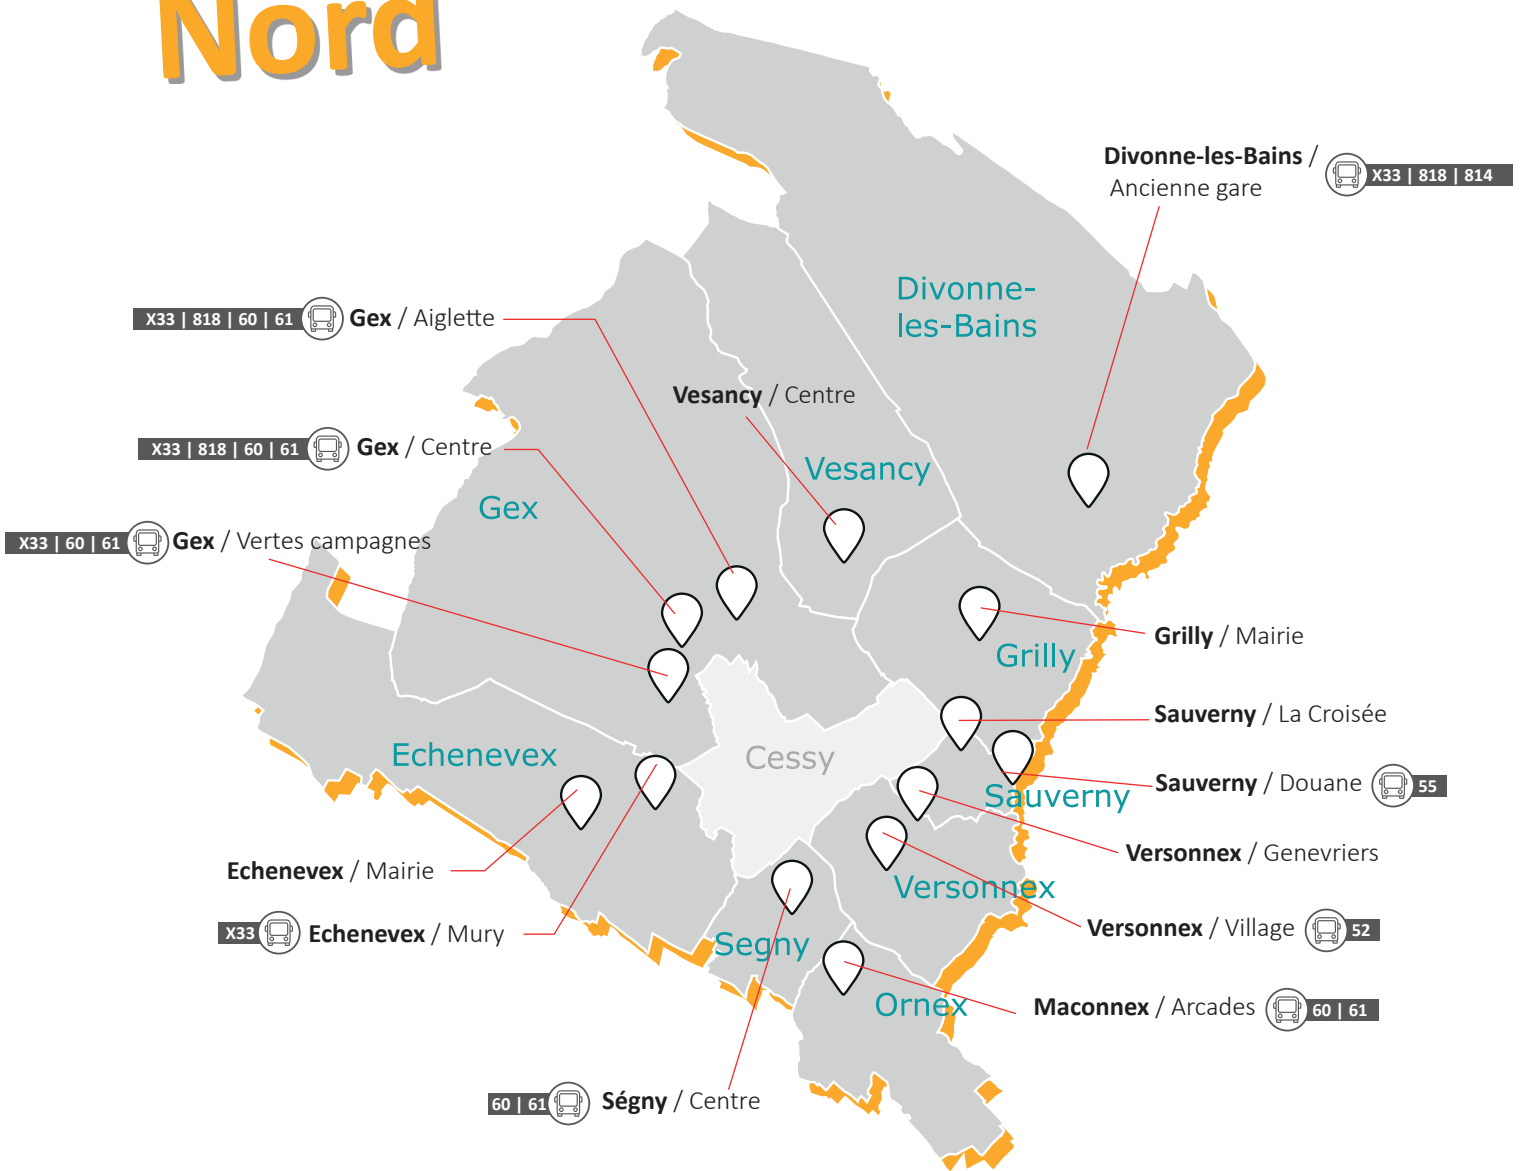 Nord
Divonne-les-Bains /
Ancienne gare
X33 | 818 | 814
Divonne-
les-Bains
X33 | 818 | 60 | 61
Gex / Aiglette
Vesancy / Centre
X33 | 818 | 60 | 61
Gex / Centre
Vesancy
Gex
X33 | 60 | 61
Gex / Vertes campagnes
Grilly / Mairie
Grilly
Sauverny / La Croisée
Echenevex
Cessy
Sauverny / Douane
55
Sauverny
Versonnex / Genevriers
Echenevex / Mairie
Versonnex
X33
Echenevex / Mury
Versonnex / Village
52
Segny
Ornex
Maconnex / Arcades
60 | 61
60 | 61
Ségny / Centre